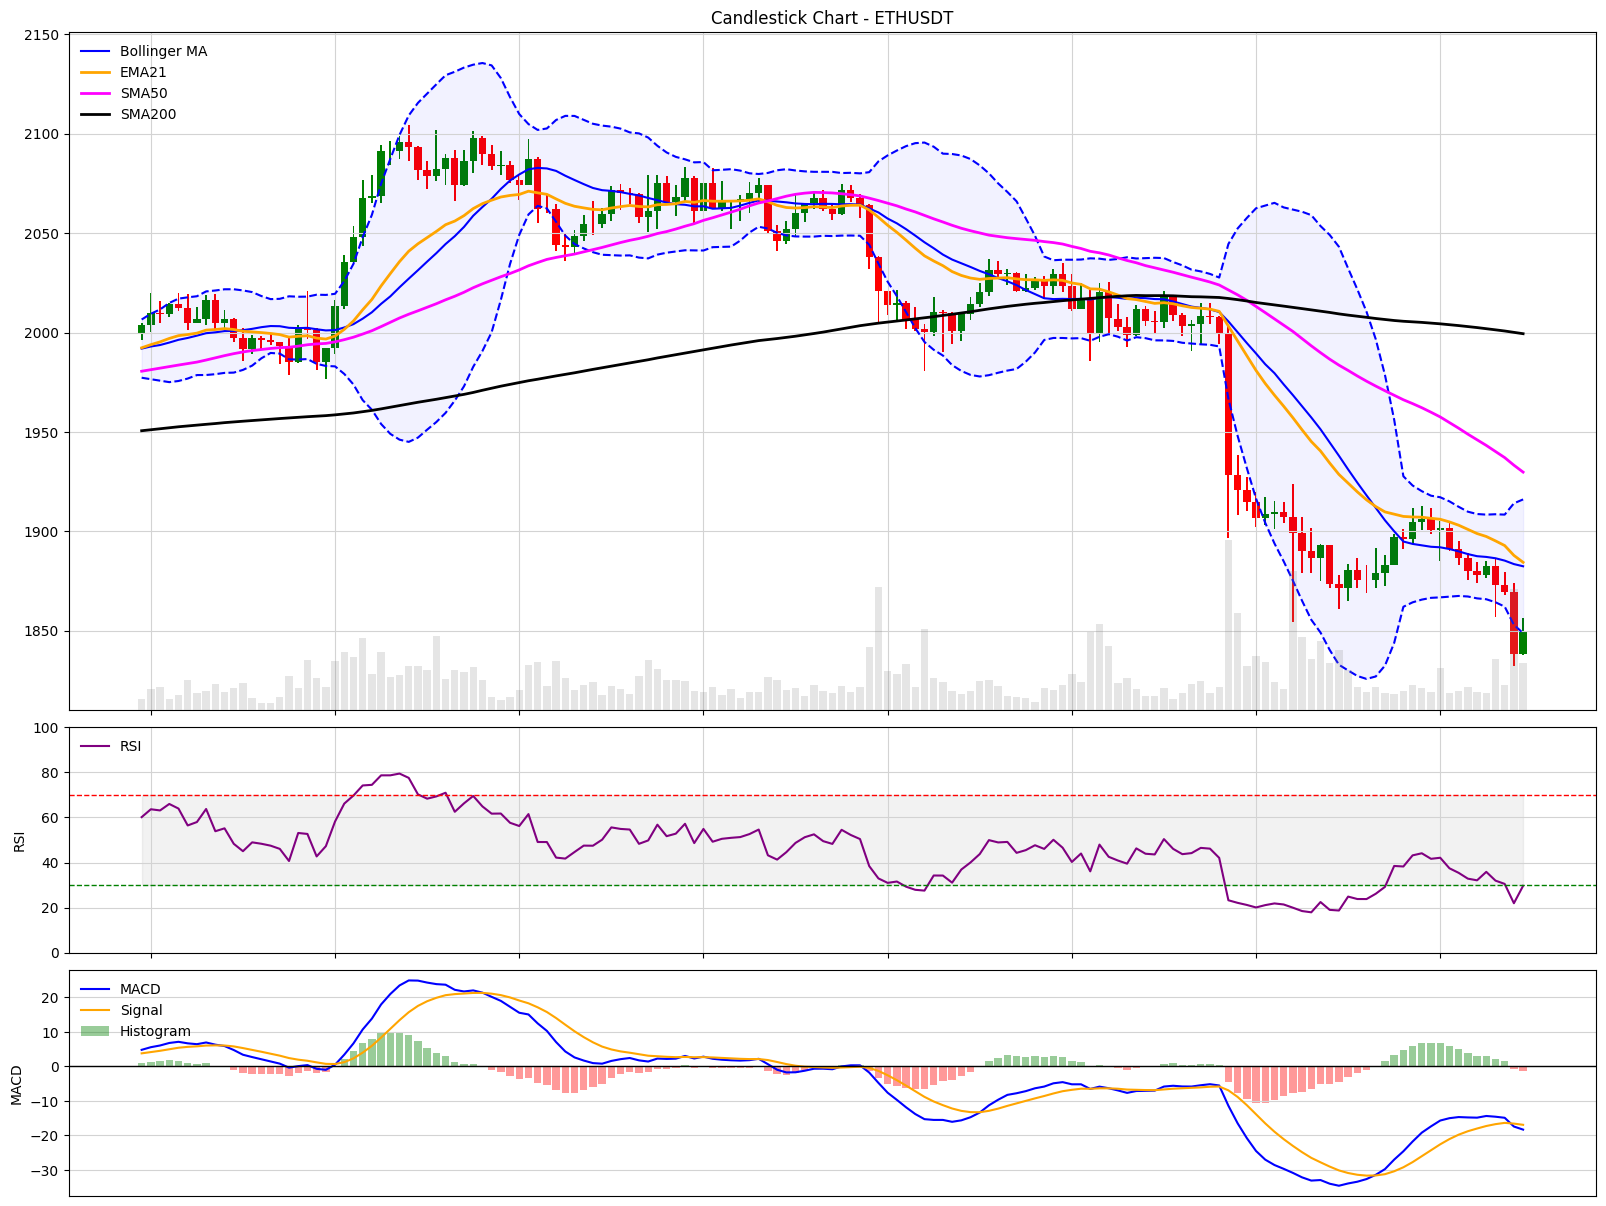 Candlestick Chart - ETHUSDT
2150
Bollinger MA
EMA21
SMA50
SMA200
2100
2050
2000
1950
1900
1850
100
RSI
80
60
RSI
40
20
0
MACD
20
Signal
10
Histogram
0
MACD
−10
−20
−30